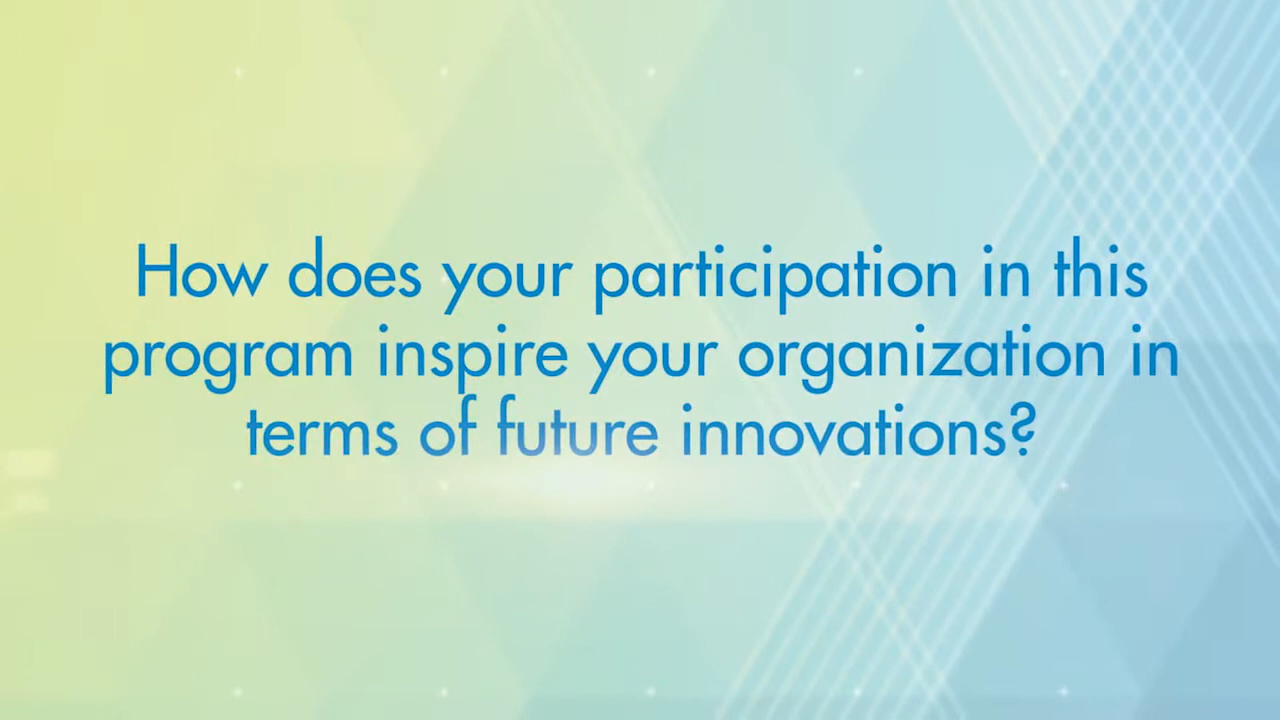 How does your participation in this
program inspire your organization in
terms of future innovations?